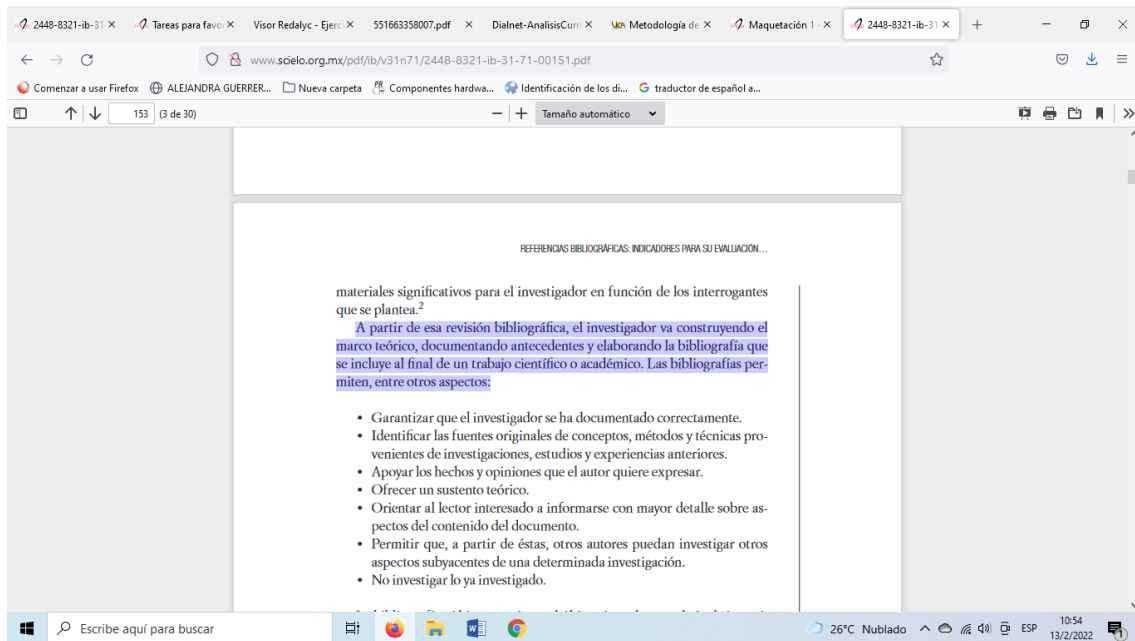 2448-8321-ib-31
Tareas para favor
Visor Redalyc - Ejerci
551663358007.pdf
Dialnet-AnalisisCurri
UCA Metodología de
Maquetación 1 -
2448-8321-ib-31
www.scielo.org.mx/pdf/ib/v31n71/2448-8321-ib-31-71-00151.pdf
Comenzar a usar Firefox
ALEJANDRA GUERRER...
Nueva carpeta
Componentes hardwa...
Identificación de los di...
traductor de español a...
153 (3 de 30)
Tamaño automático
REFERENCIAS BIBLIOGRÁFICAS: INDICADORES PARA SU EVALUACIÓN...
materiales significativos para el investigador en función de los interrogantes
que se plantea.2
A partir de esa revisión bibliográfica, el investigador va construyendo el
marco teórico, documentando antecedentes y elaborando la bibliografía que
se incluye al final de un trabajo científico o académico. Las bibliografías per-
miten, entre otros aspectos:
• Garantizar que el investigador se ha documentado correctamente.
• Identificar las fuentes originales de conceptos, métodos y técnicas pro-
venientes de investigaciones, estudios y experiencias anteriores.
• Apoyar los hechos y opiniones que el autor quiere expresar.
• Ofrecer un sustento teórico.
• Orientar al lector interesado a informarse con mayor detalle sobre as-
pectos del contenido del documento.
• Permitir que, a partir de éstas, otros autores puedan investigar otros
aspectos subyacentes de una determinada investigación.
• No investigar lo ya investigado.
Escribe aquí para buscar
26°C Nublado
ESP
10:54
13/2/2022